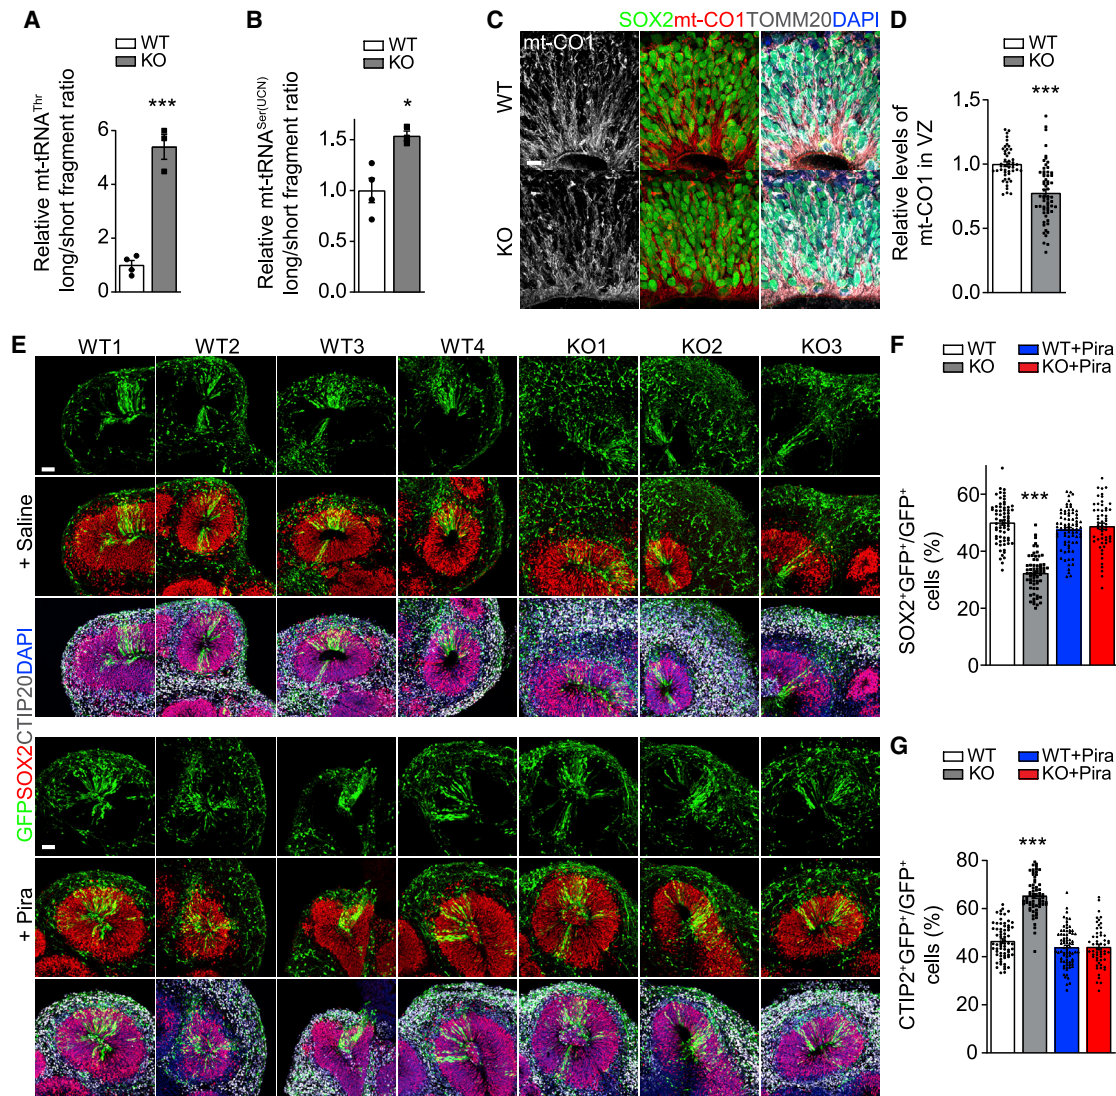 A
WT
KO
Relative mt-tRNAᵀʰʳ
long/short fragment ratio
6
4
2
0
***
B
WT
KO
Relative mt-tRNAˢᵉʳ⁽ᵁᶜᴺ⁾
long/short fragment ratio
1.5
1.0
0.5
0.0
*
C
SOX2mt-CO1TOMM20DAPI
mt-CO1
WT
KO
D
WT
KO
Relative levels of
mt-CO1 in VZ
1.5
1.0
0.5
0.0
***
E
WT1 WT2 WT3 WT4 KO1 KO2 KO3
+ Saline
+ Pira
GFPSOX2CTIP20DAPI
F
WT WT+Pira
KO KO+Pira
SOX2⁺GFP⁺/GFP⁺
cells (%)
60
40
20
0
***
G
WT WT+Pira
KO KO+Pira
CTIP2⁺GFP⁺/GFP⁺
cells (%)
80
60
40
20
0
***